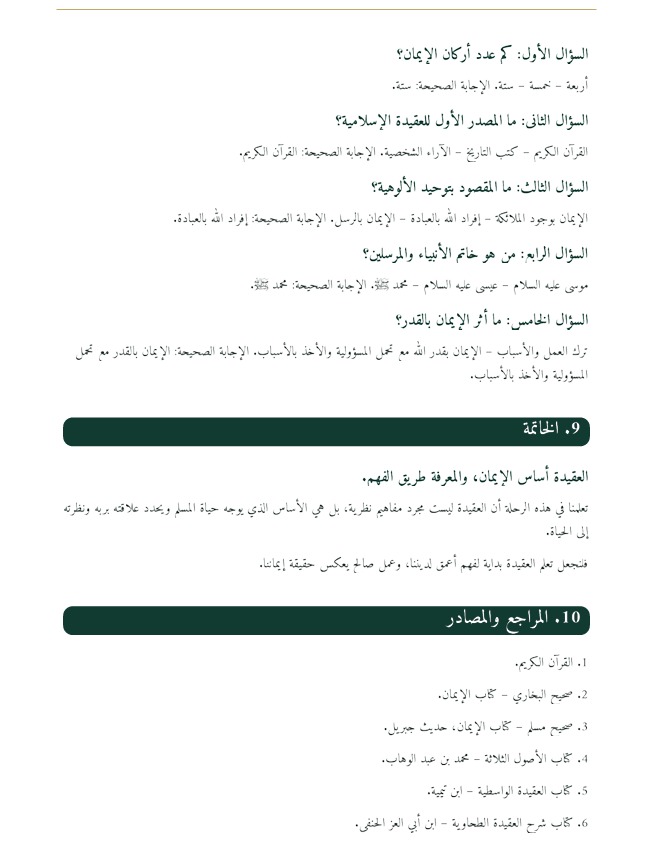 السؤال الأول: كم عدد أركان الإيمان؟
أربعة – خمسة – ستة. الإجابة الصحيحة: ستة.
السؤال الثاني: ما المصدر الأول للعقيدة الإسلامية؟
القرآن الكريم – كتب التاريخ – الآراء الشخصية. الإجابة الصحيحة: القرآن الكريم.
السؤال الثالث: ما المقصود بتوحيد الألوهية؟
الإيمان بوجود الملائكة – إفراد الله بالعبادة – الإيمان بالرسل. الإجابة الصحيحة: إفراد الله بالعبادة.
السؤال الرابع: من هو خاتم الأنبياء والمرسلين؟
موسى عليه السلام – عيسى عليه السلام – محمد ﷺ. الإجابة الصحيحة: محمد ﷺ.
السؤال الخامس: ما أثر الإيمان بالقدر؟
ترك العمل والأسباب – الإيمان بقدر الله مع تحمل المسؤولية والأخذ بالأسباب. الإجابة الصحيحة: الإيمان بالقدر مع تحمل
المسؤولية والأخذ بالأسباب.
9. الخاتمة
العقيدة أساس الإيمان، والمعرفة طريق الفهم.
تعلمنا في هذه الرحلة أن العقيدة ليست مجرد مفاهيم نظرية، بل هي الأساس الذي يوجه حياة المسلم ويحدد علاقته بربه ونظرته
إلى الحياة.
فلنجعل تعلم العقيدة بداية لفهم أعمق لديننا، وعمل صالح يعكس حقيقة إيماننا.
10. المراجع والمصادر
1. القرآن الكريم.
2. صحيح البخاري – كتاب الإيمان.
3. صحيح مسلم – كتاب الإيمان، حديث جبريل.
4. كتاب الأصول الثلاثة – محمد بن عبد الوهاب.
5. كتاب العقيدة الواسطية – ابن تيمية.
6. كتاب شرح العقيدة الطحاوية – ابن أبي العز الحنفي.